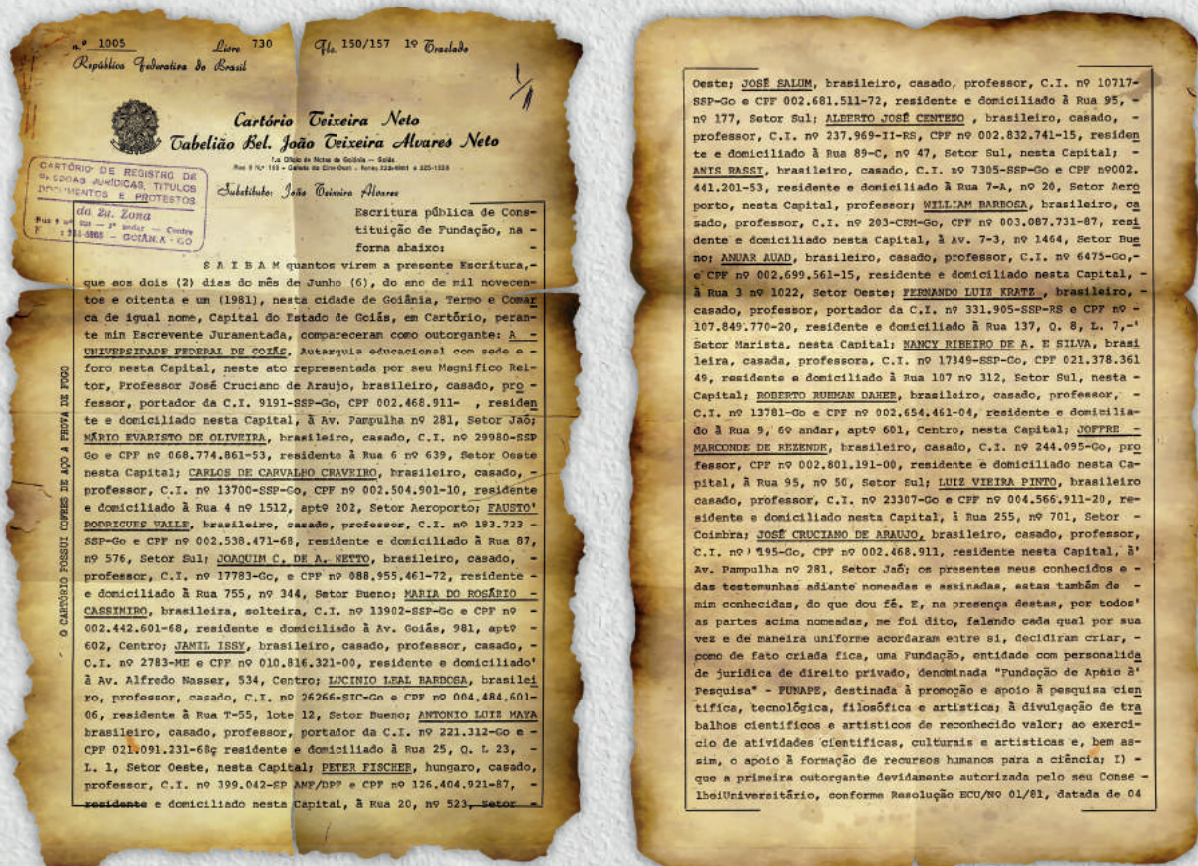 n.º 1005 Livro 730 Fls. 150/157 1º Traslado
República Federativa do Brasil
Cartório Teixeira Neto
Tabelião Bel. João Teixeira Alvares Neto
1.o Ofício de Notas de Goiânia — Goiás
Substituto: João Teixeira Alvares
CARTÓRIO DE REGISTRO DE
PESSOAS JURÍDICAS, TITULOS
DOCUMENTOS E PROTESTOS
da 2a. Zona
Centro
GOIÂNIA - GO
Escritura pública de Cons-
tituição de Fundação, na -
forma abaixo: -
S A I B A M quantos virem a presente Escritura,-
que aos dois (2) dias do mês de Junho (6), do ano de mil novecen-
tos e oitenta e um (1981), nesta cidade de Goiânia, Termo e Comar
ca de igual nome, Capital do Estado de Goiás, em Cartório, peran-
te mim Escrevente Juramentada, compareceram como outorgante: A -
UNIVERSIDADE FEDERAL DE GOIÁS, Autarquia educacional com sede e -
foro nesta Capital, neste ato representada por seu Magnífico Rei-
tor, Professor José Cruciano de Araujo, brasileiro, casado, pro -
fessor, portador da C.I. 9191-SSP-Go, CPF 002.468.911- , residen
te e domiciliado nesta Capital, à Av. Pampulha nº 281, Setor Jaó;
MÁRIO EVARISTO DE OLIVEIRA, brasileiro, casado, C.I. nº 29980-SSP
Go e CPF nº 068.774.861-53, residente à Rua 6 nº 639, Setor Oeste
nesta Capital; CARLOS DE CARVALHO CRAVEIRO, brasileiro, casado, -
professor, C.I. nº 13700-SSP-Go, CPF nº 002.504.901-10, residente
e domiciliado à Rua 4 nº 1512, aptº 202, Setor Aeroporto; FAUSTO'
RODRIGUES VALLE, brasileiro, casado, professor, C.I. nº 193.723 -
SSP-Go e CPF nº 002.538.471-68, residente e domiciliado à Rua 87,
nº 576, Setor Sul; JOAQUIM C. DE A. NETTO, brasileiro, casado, -
professor, C.I. nº 17783-Go, e CPF nº 088.955.461-72, residente -
e domiciliado à Rua 755, nº 344, Setor Bueno; MARIA DO ROSÁRIO -
CASSIMIRO, brasileira, solteira, C.I. nº 13902-SSP-Go e CPF nº -
002.442.601-68, residente e domiciliado à Av. Goiás, 981, aptº -
602, Centro; JAMIL ISSY, brasileiro, casado, professor, casado, -
C.I. nº 2783-ME e CPF nº 010.816.321-00, residente e domiciliado'
à Av. Alfredo Nasser, 534, Centro; LICINIO LEAL BARBOSA, brasilei
ro, professor, casado, C.I. nº 26266-SIC-Go e CPF nº 004.484.601-
06, residente à Rua T-55, lote 12, Setor Bueno; ANTONIO LUIZ MAYA
brasileiro, casado, professor, portador da C.I. nº 221.312-Go e -
CPF 021.091.231-68ç residente e domiciliado à Rua 25, Q. L 23, -
L. 1, Setor Oeste, nesta Capital; PETER FISCHER, hungaro, casado,
professor, C.I. nº 399.042-SP AMF/DPF e CPF nº 126.404.921-87, -
residente e domiciliado nesta Capital, à Rua 20, nº 523, Setor -
O CARTÓRIO POSSUI COFRES DE AÇO A PROVA DE FOGO
Oeste; JOSÉ SALUM, brasileiro, casado, professor, C.I. nº 10717-
SSP-Go e CPF 002.681.511-72, residente e domiciliado à Rua 95, -
nº 177, Setor Sul; ALBERTO JOSÉ CENTENO , brasileiro, casado, -
professor, C.I. nº 237.969-II-RS, CPF nº 002.832.741-15, residen
te e domiciliado à Rua 89-C, nº 47, Setor Sul, nesta Capital; -
ANIS RASSI, brasileiro, casado, C.I. nº 7305-SSP-Go e CPF nº002.
441.201-53, residente e domiciliado à Rua 7-A, nº 20, Setor Aero
porto, nesta Capital, professor; WILLIAM BARBOSA, brasileiro, ca
sado, professor, C.I. nº 203-CRM-Go, CPF nº 003.087.731-87, resi
dente e domiciliado nesta Capital, à Av. 7-3, nº 1464, Setor Bue
no; ANUAR AUAD, brasileiro, casado, professor, C.I. nº 6475-Go,-
e CPF nº 002.699.561-15, residente e domiciliado nesta Capital, -
à Rua 3 nº 1022, Setor Oeste; FERNANDO LUIZ KRATZ , brasileiro, -
casado, professor, portador da C.I. nº 331.905-SSP-RS e CPF nº -
107.849.770-20, residente e domiciliado à Rua 137, Q. 8, L. 7,-'
Setor Marista, nesta Capital; NANCY RIBEIRO DE A. E SILVA, brasi
leira, casada, professora, C.I. nº 17349-SSP-Go, CPF 021.378.361
49, residente e domiciliado à Rua 107 nº 312, Setor Sul, nesta -
Capital; ROBERTO RUHMAN DAHER, brasileiro, casado, professor, -
C.I. nº 13781-Go e CPF nº 002.654.461-04, residente e domicilia-
do à Rua 9, 6º andar, aptº 601, Centro, nesta Capital; JOFFRE -
MARCONDE DE REZENDE, brasileiro, casado, C.I. nº 244.095-Go, pro
fessor, CPF nº 002.801.191-00, residente e domiciliado nesta Ca-
pital, à Rua 95, nº 50, Setor Sul; LUIZ VIEIRA PINTO, brasileiro
casado, professor, C.I. nº 23307-Go e CPF nº 004.566.911-20, re-
sidente e domiciliado nesta Capital, à Rua 255, nº 701, Setor -
Coimbra; JOSÉ CRUCIANO DE ARAUJO, brasileiro, casado, professor,
C.I. nº 195-Go, CPF nº 002.468.911, residente nesta Capital, à'
Av. Pampulha nº 281, Setor Jaó; os presentes meus conhecidos e -
das testemunhas adiante nomeadas e assinadas, estas também de -
mim conhecidas, do que dou fé. E, na presença destas, por todos'
as partes acima nomeadas, me foi dito, falando cada qual por sua
vez e de maneira uniforme acordaram entre si, decidiram criar, -
como de fato criada fica, uma Fundação, entidade com personalida
de jurídica de direito privado, denominada "Fundação de Apoio à'
Pesquisa" - FUNAPE, destinada à promoção e apoio à pesquisa cien
tífica, tecnológica, filosófica e artística; à divulgação de tra
balhos científicos e artísticos de reconhecido valor; ao exercí-
cio de atividades científicas, culturais e artísticas e, bem as-
sim, o apoio à formação de recursos humanos para a ciência; I) -
que a primeira outorgante devidamente autorizada pelo seu Conse -
lhoiUniversitário, conforme Resolução ECU/Nº 01/81, datada de 04